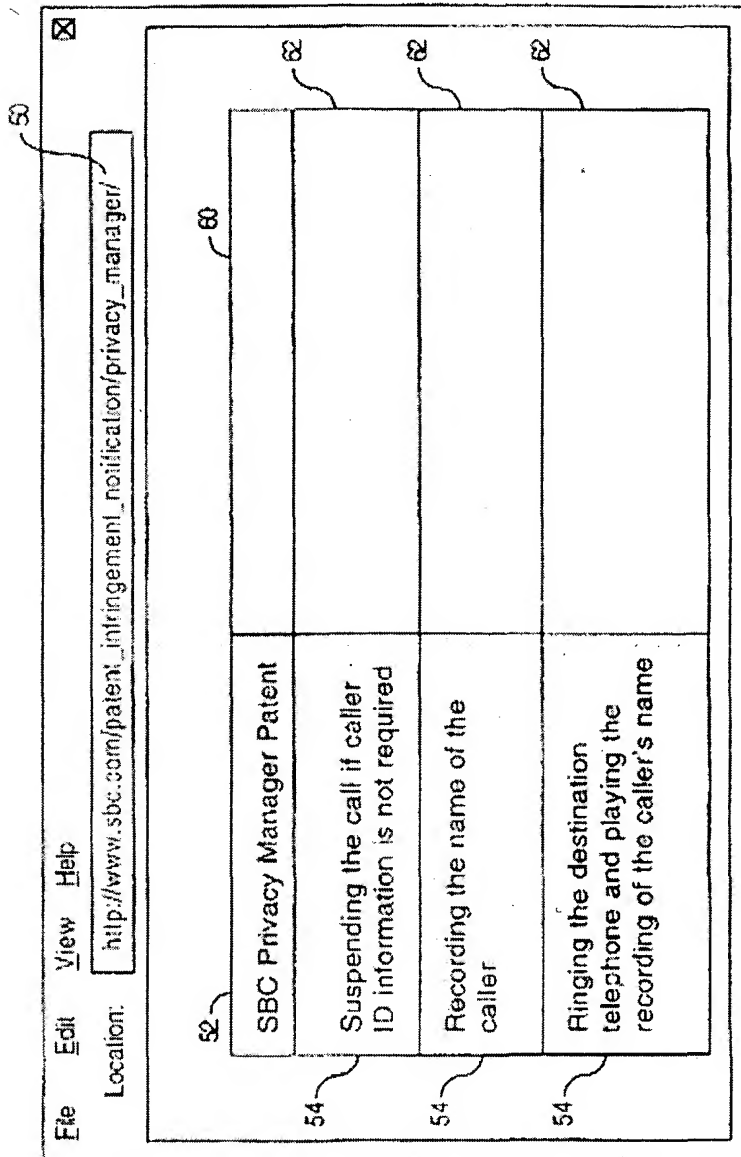 File Edit View Help
Location: http://www.sbc.com/patent_infringement_notification/privacy_manager/
50
52
60
SBC Privacy Manager Patent
54
Suspending the call if caller
ID information is not required
62
54
Recording the name of the
caller
62
54
Ringing the destination
telephone and playing the
recording of the caller's name
62